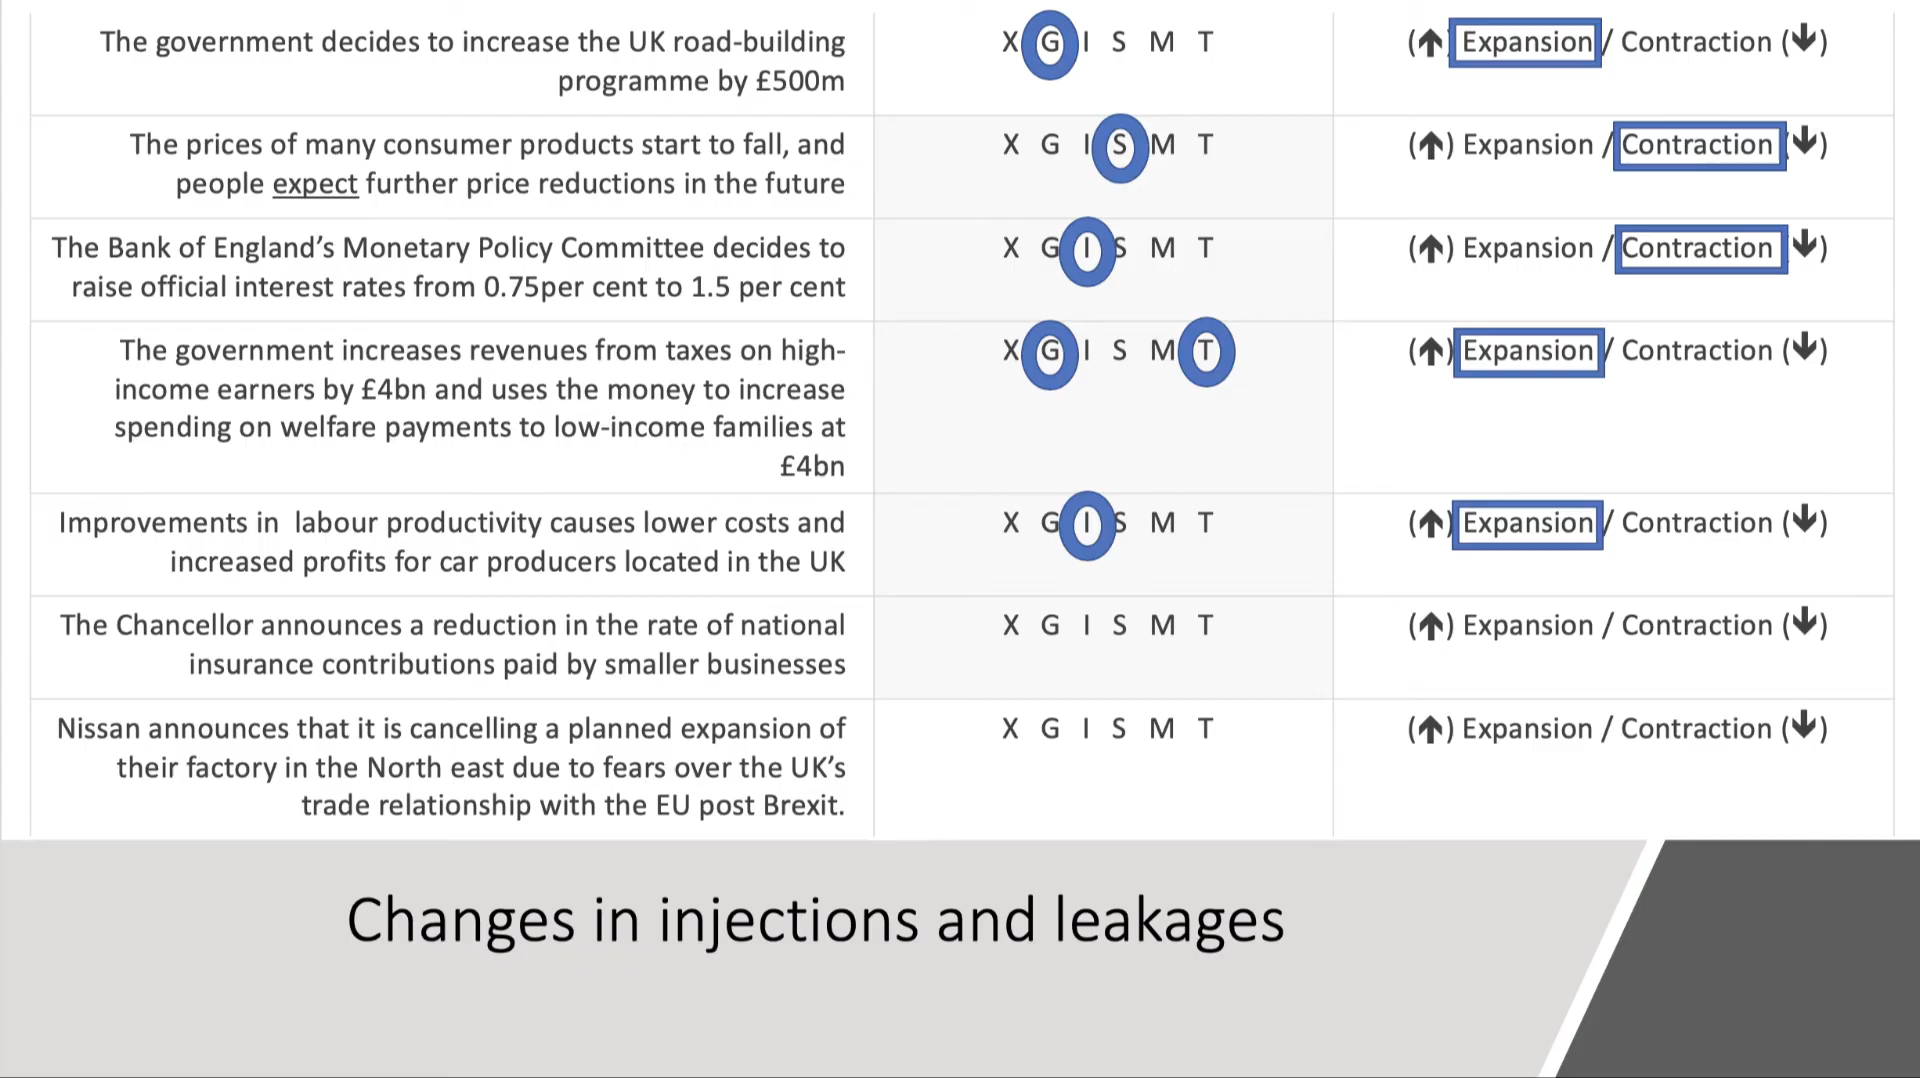 The government decides to increase the UK road-building
programme by £500m
X G I S M T
(↑) Expansion / Contraction (↓)
The prices of many consumer products start to fall, and
people expect further price reductions in the future
X G I S M T
(↑) Expansion / Contraction (↓)
The Bank of England’s Monetary Policy Committee decides to
raise official interest rates from 0.75per cent to 1.5 per cent
X G I S M T
(↑) Expansion / Contraction (↓)
The government increases revenues from taxes on high-
income earners by £4bn and uses the money to increase
spending on welfare payments to low-income families at
£4bn
X G I S M T
(↑) Expansion / Contraction (↓)
Improvements in labour productivity causes lower costs and
increased profits for car producers located in the UK
X G I S M T
(↑) Expansion / Contraction (↓)
The Chancellor announces a reduction in the rate of national
insurance contributions paid by smaller businesses
X G I S M T
(↑) Expansion / Contraction (↓)
Nissan announces that it is cancelling a planned expansion of
their factory in the North east due to fears over the UK’s
trade relationship with the EU post Brexit.
X G I S M T
(↑) Expansion / Contraction (↓)
Changes in injections and leakages